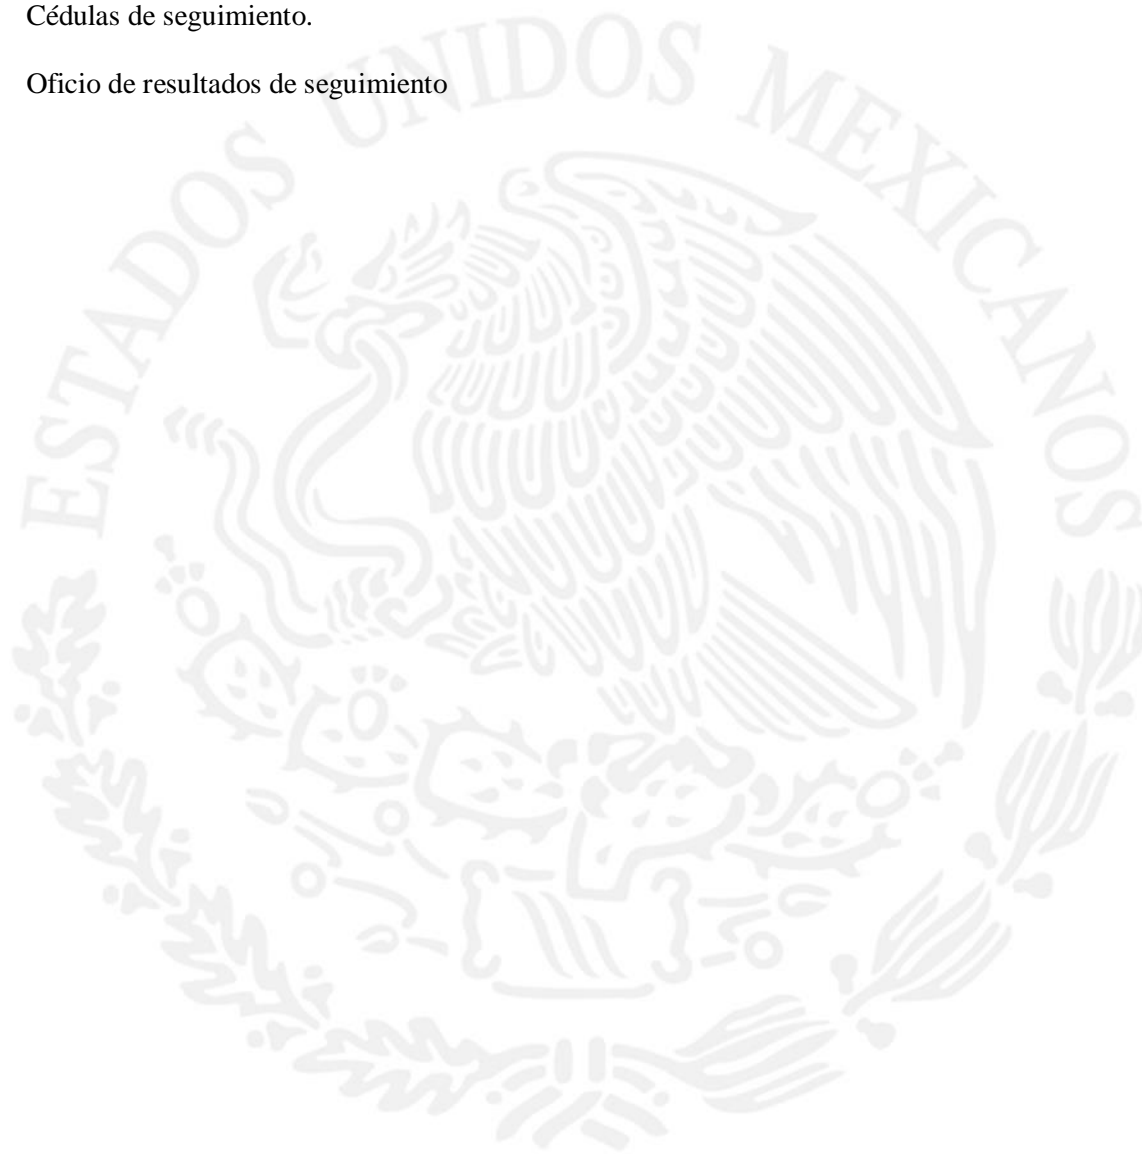 Cédulas de seguimiento.
Oficio de resultados de seguimiento
ESTADOS UNIDOS MEXICANOS